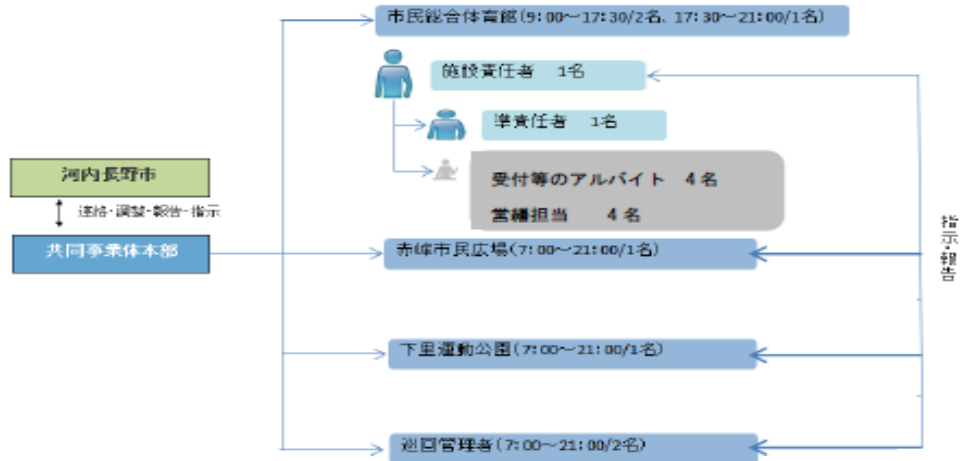 市民総合体育館(9:00～17:30/2名、17:30～21:00/1名)
施設責任者　1名
準責任者　1名
受付等のアルバイト　4名
営繕担当　　4名
河内長野市
連絡・調整・報告・指示
共同事業体本部
赤峰市民広場(7:00～21:00/1名)
下里運動公園(7:00～21:00/1名)
巡回管理者(7:00～21:00/2名)
指示・報告